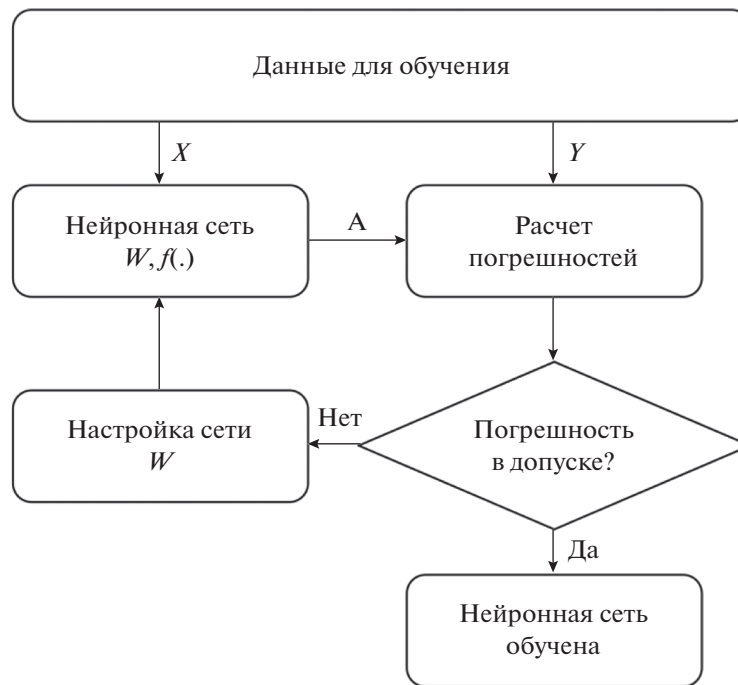 Данные для обучения
X
Y
Нейронная сеть
W, f(.)
А
Расчет
погрешностей
Настройка сети
W
Нет
Погрешность
в допуске?
Да
Нейронная сеть
обучена